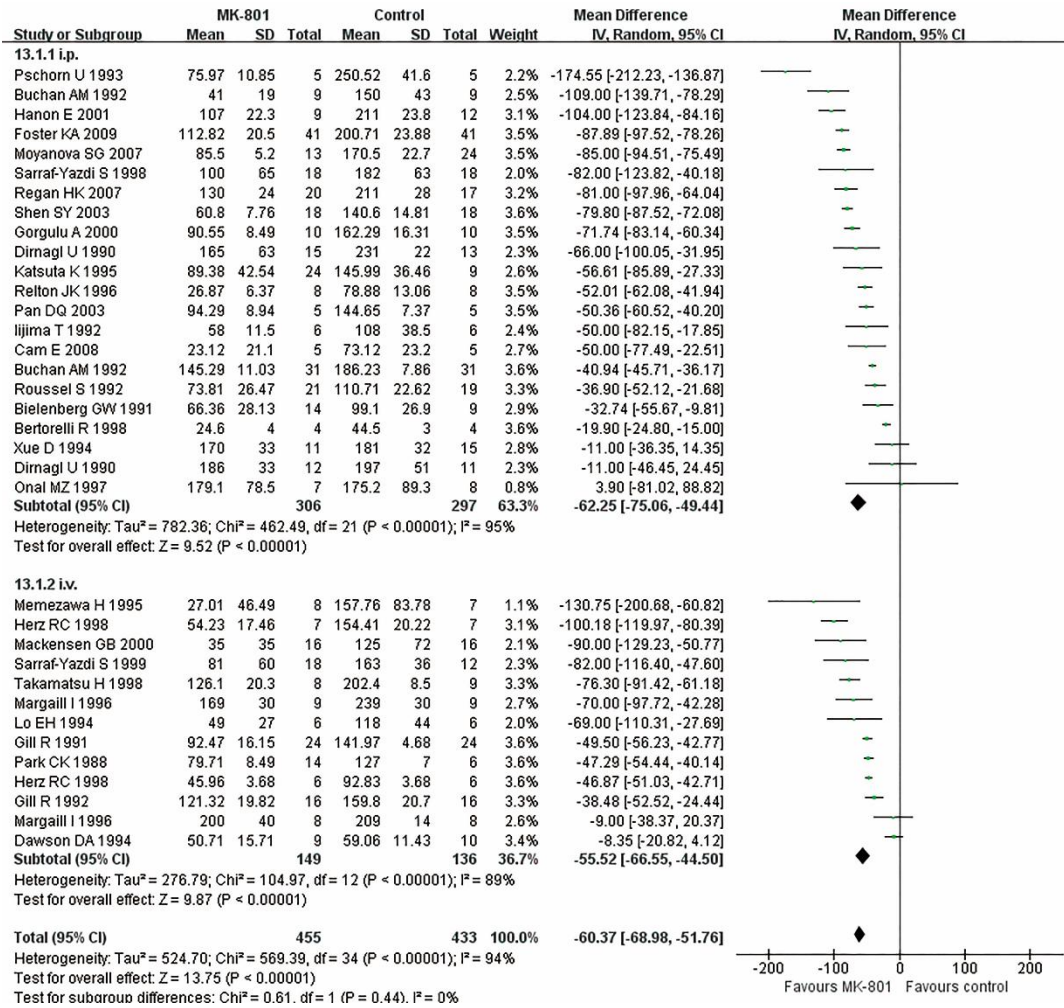 MK-801 Control Mean Difference Mean Difference
Study or Subgroup Mean SD Total Mean SD Total Weight IV, Random, 95% CI IV, Random, 95% CI
13.1.1 i.p.
Pschorn U 1993 75.97 10.85 5 250.52 41.6 5 2.2% -174.55 [-212.23, -136.87]
Buchan AM 1992 41 19 9 150 43 9 2.5% -109.00 [-139.71, -78.29]
Hanon E 2001 107 22.3 9 211 23.8 12 3.1% -104.00 [-123.84, -84.16]
Foster KA 2009 112.82 20.5 41 200.71 23.88 41 3.5% -87.89 [-97.52, -78.26]
Moyanova SG 2007 85.5 5.2 13 170.5 22.7 24 3.5% -85.00 [-94.51, -75.49]
Sarraf-Yazdi S 1998 100 65 18 182 63 18 2.0% -82.00 [-123.82, -40.18]
Regan HK 2007 130 24 20 211 28 17 3.2% -81.00 [-97.96, -64.04]
Shen SY 2003 60.8 7.76 18 140.6 14.81 18 3.6% -79.80 [-87.52, -72.08]
Gorgulu A 2000 90.55 8.49 10 162.29 16.31 10 3.4% -71.74 [-83.14, -60.34]
Dirnagl U 1990 165 63 15 231 22 13 2.4% -66.00 [-100.05, -31.95]
Katsuta K 1995 89.38 42.54 24 145.99 36.46 9 2.6% -56.61 [-85.89, -27.33]
Relton JK 1996 26.87 6.37 8 78.88 13.06 8 3.5% -52.01 [-62.08, -41.94]
Pan DQ 2003 94.29 8.94 5 144.65 7.37 5 3.5% -50.36 [-60.52, -40.20]
Iijima T 1992 58 11.5 6 108 38.5 6 2.5% -50.00 [-82.15, -17.85]
Cam E 2008 23.12 21.1 5 73.12 23.2 5 2.7% -50.00 [-77.49, -22.51]
Buchan AM 1992 145.29 11.03 31 186.23 7.86 31 3.6% -40.94 [-45.71, -36.17]
Roussel S 1992 73.81 26.47 21 110.71 22.62 19 3.3% -36.90 [-52.12, -21.68]
Bielenberg GW 1991 66.36 28.13 14 99.1 26.9 9 2.9% -32.74 [-55.67, -9.81]
Bertorelli R 1998 24.6 4 4 44.5 3 4 3.6% -19.90 [-24.80, -15.00]
Xue D 1994 170 33 11 181 32 15 2.8% -11.00 [-36.35, 14.35]
Dirnagl U 1990 186 33 12 197 51 11 2.3% -11.00 [-46.45, 24.45]
Onal MZ 1997 179.1 78.5 7 175.2 89.3 8 0.8% 3.90 [-81.02, 88.82]
Subtotal (95% CI) 306 297 63.3% -62.25 [-75.06, -49.44]
Heterogeneity: Tau² = 782.36; Chi² = 462.49, df = 21 (P < 0.00001); I² = 95%
Test for overall effect: Z = 9.52 (P < 0.00001)
13.1.2 i.v.
Memezawa H 1995 27.01 46.49 8 157.76 83.78 7 1.1% -130.75 [-200.68, -60.82]
Herz RC 1998 54.23 17.46 7 154.41 20.22 7 3.1% -100.18 [-119.97, -80.39]
Mackensen GB 2000 35 35 16 125 72 16 2.1% -90.00 [-129.23, -50.77]
Sarraf-Yazdi S 1999 81 60 18 163 36 12 2.3% -82.00 [-116.40, -47.60]
Takamatsu H 1998 126.1 20.3 8 202.4 8.5 9 3.3% -76.30 [-91.42, -61.18]
Margaill I 1996 169 30 9 239 30 9 2.7% -70.00 [-97.72, -42.28]
Lo EH 1994 49 27 6 118 44 6 2.0% -69.00 [-110.31, -27.69]
Gill R 1991 92.47 16.15 24 141.97 4.68 24 3.6% -49.50 [-56.23, -42.77]
Park CK 1988 79.71 8.49 14 127 7 6 3.6% -47.29 [-54.44, -40.14]
Herz RC 1998 45.96 3.68 6 92.83 3.68 6 3.6% -46.87 [-51.03, -42.71]
Gill R 1992 121.32 19.82 16 159.8 20.7 16 3.3% -38.48 [-52.52, -24.44]
Margaill I 1996 200 40 8 209 14 8 2.6% -9.00 [-38.37, 20.37]
Dawson DA 1994 50.71 15.71 9 59.06 11.43 10 3.4% -8.35 [-20.82, 4.12]
Subtotal (95% CI) 149 136 36.7% -55.52 [-66.55, -44.50]
Heterogeneity: Tau² = 276.79; Chi² = 104.97, df = 12 (P < 0.00001); I² = 89%
Test for overall effect: Z = 9.87 (P < 0.00001)
Total (95% CI) 455 433 100.0% -60.37 [-68.98, -51.76]
Heterogeneity: Tau² = 524.70; Chi² = 569.39, df = 34 (P < 0.00001); I² = 94%
Test for overall effect: Z = 13.75 (P < 0.00001)
Test for subgroup differences: Chi² = 0.61, df = 1 (P = 0.44), I² = 0%
-200 -100 0 100 200
Favours MK-801 Favours control